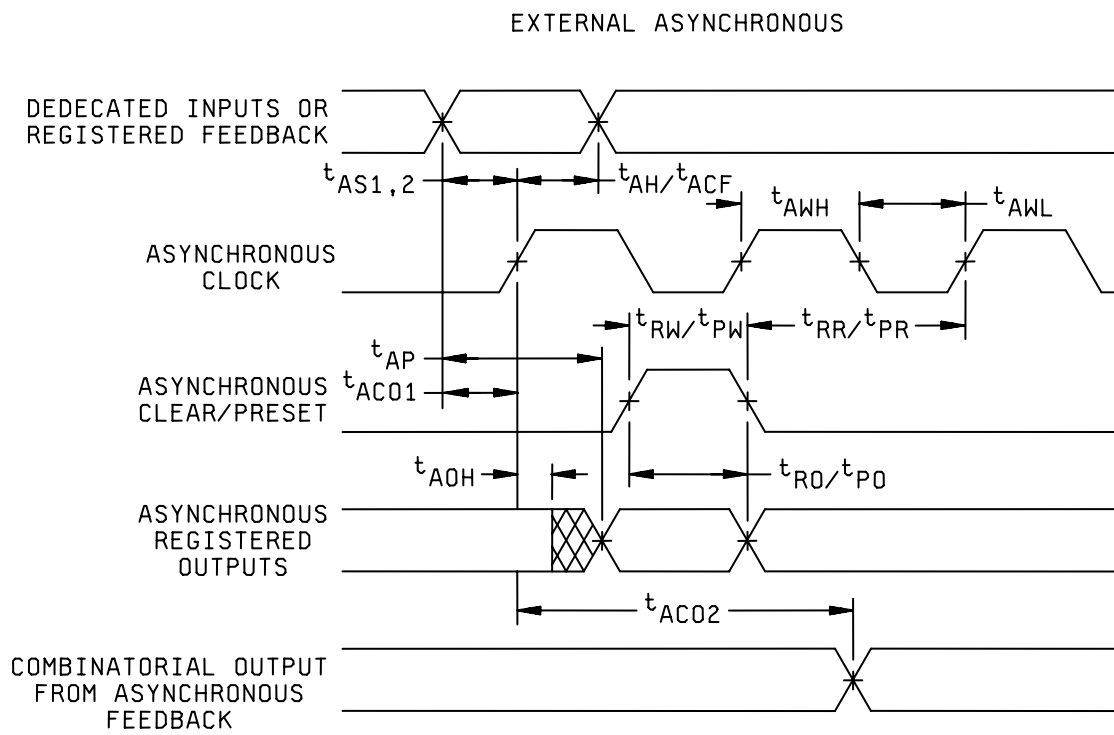 EXTERNAL ASYNCHRONOUS
DEDECATED INPUTS OR
REGISTERED FEEDBACK
tAS1,2
tAH/tACF
tAWH
tAWL
ASYNCHRONOUS
CLOCK
tRW/tPW
tRR/tPR
tAP
tACO1
ASYNCHRONOUS
CLEAR/PRESET
tAOH
tRO/tPO
ASYNCHRONOUS
REGISTERED
OUTPUTS
tACO2
COMBINATORIAL OUTPUT
FROM ASYNCHRONOUS
FEEDBACK